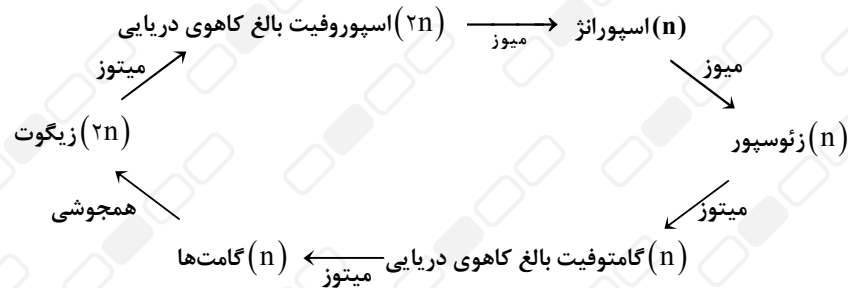 اسپوروفیت بالغ کاهوی دریایی (۲n)
میوز
اسپورانژ (n)
میتوز
میوز
زیگوت (۲n)
زئوسپور (n)
همجوشی
میتوز
گامت‌ها (n)
میتوز
گامتوفیت بالغ کاهوی دریایی (n)